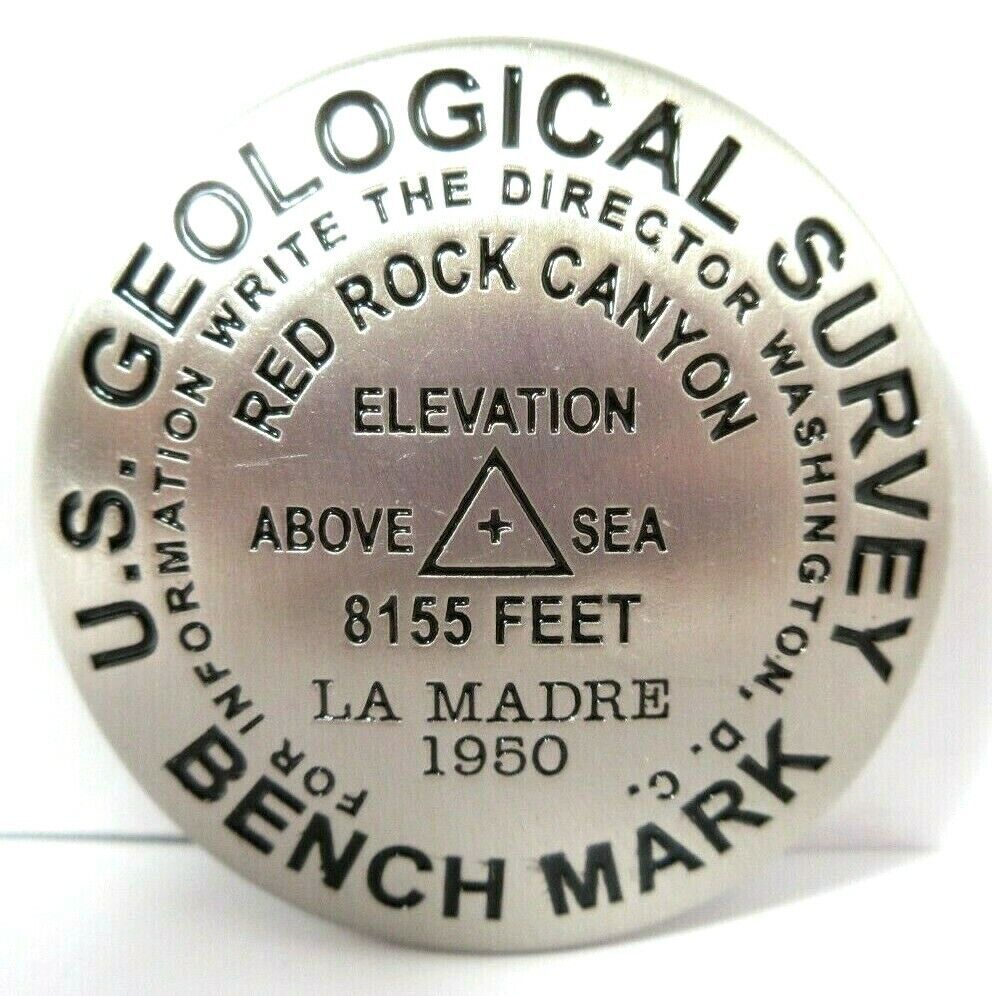 U.S. GEOLOGICAL SURVEY
FOR INFORMATION WRITE THE DIRECTOR WASHINGTON, D. C.
RED ROCK CANYON
ELEVATION
ABOVE SEA
8155 FEET
LA MADRE
1950
BENCH MARK